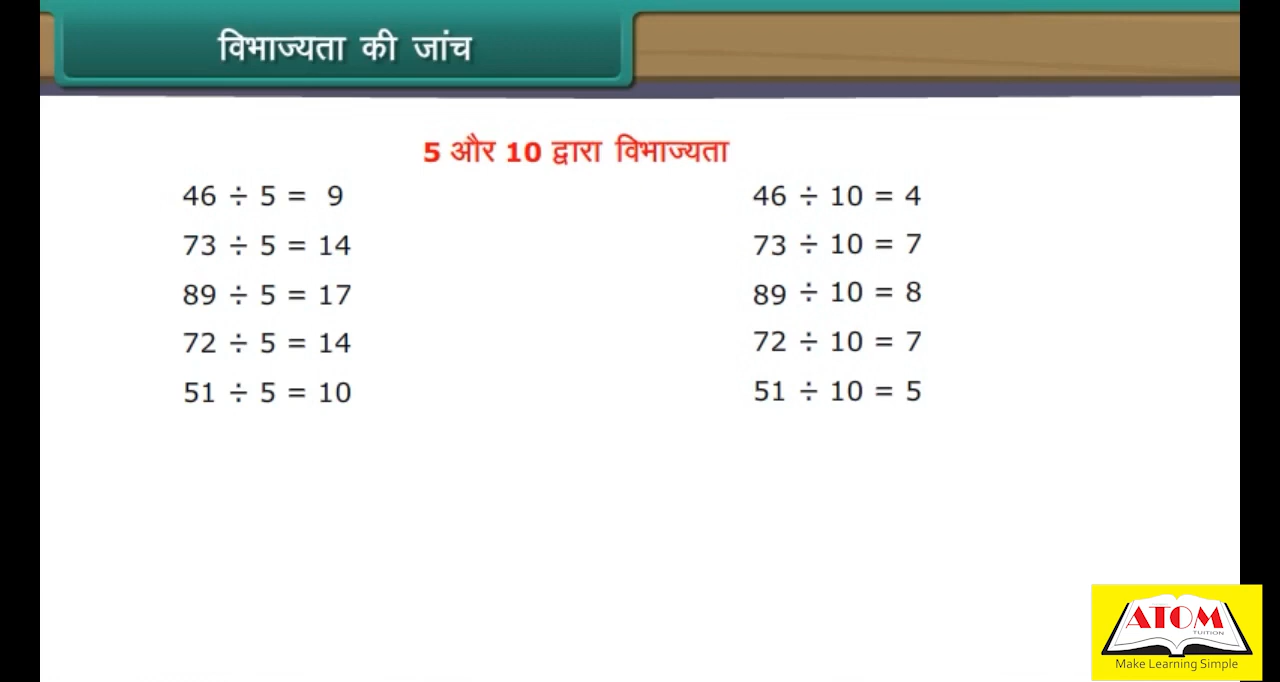 विभाज्यता की जांच
5 और 10 द्वारा विभाज्यता
46 ÷ 5 = 9
46 ÷ 10 = 4
73 ÷ 5 = 14
73 ÷ 10 = 7
89 ÷ 5 = 17
89 ÷ 10 = 8
72 ÷ 5 = 14
72 ÷ 10 = 7
51 ÷ 5 = 10
51 ÷ 10 = 5
ATOM
TUITION
Make Learning Simple